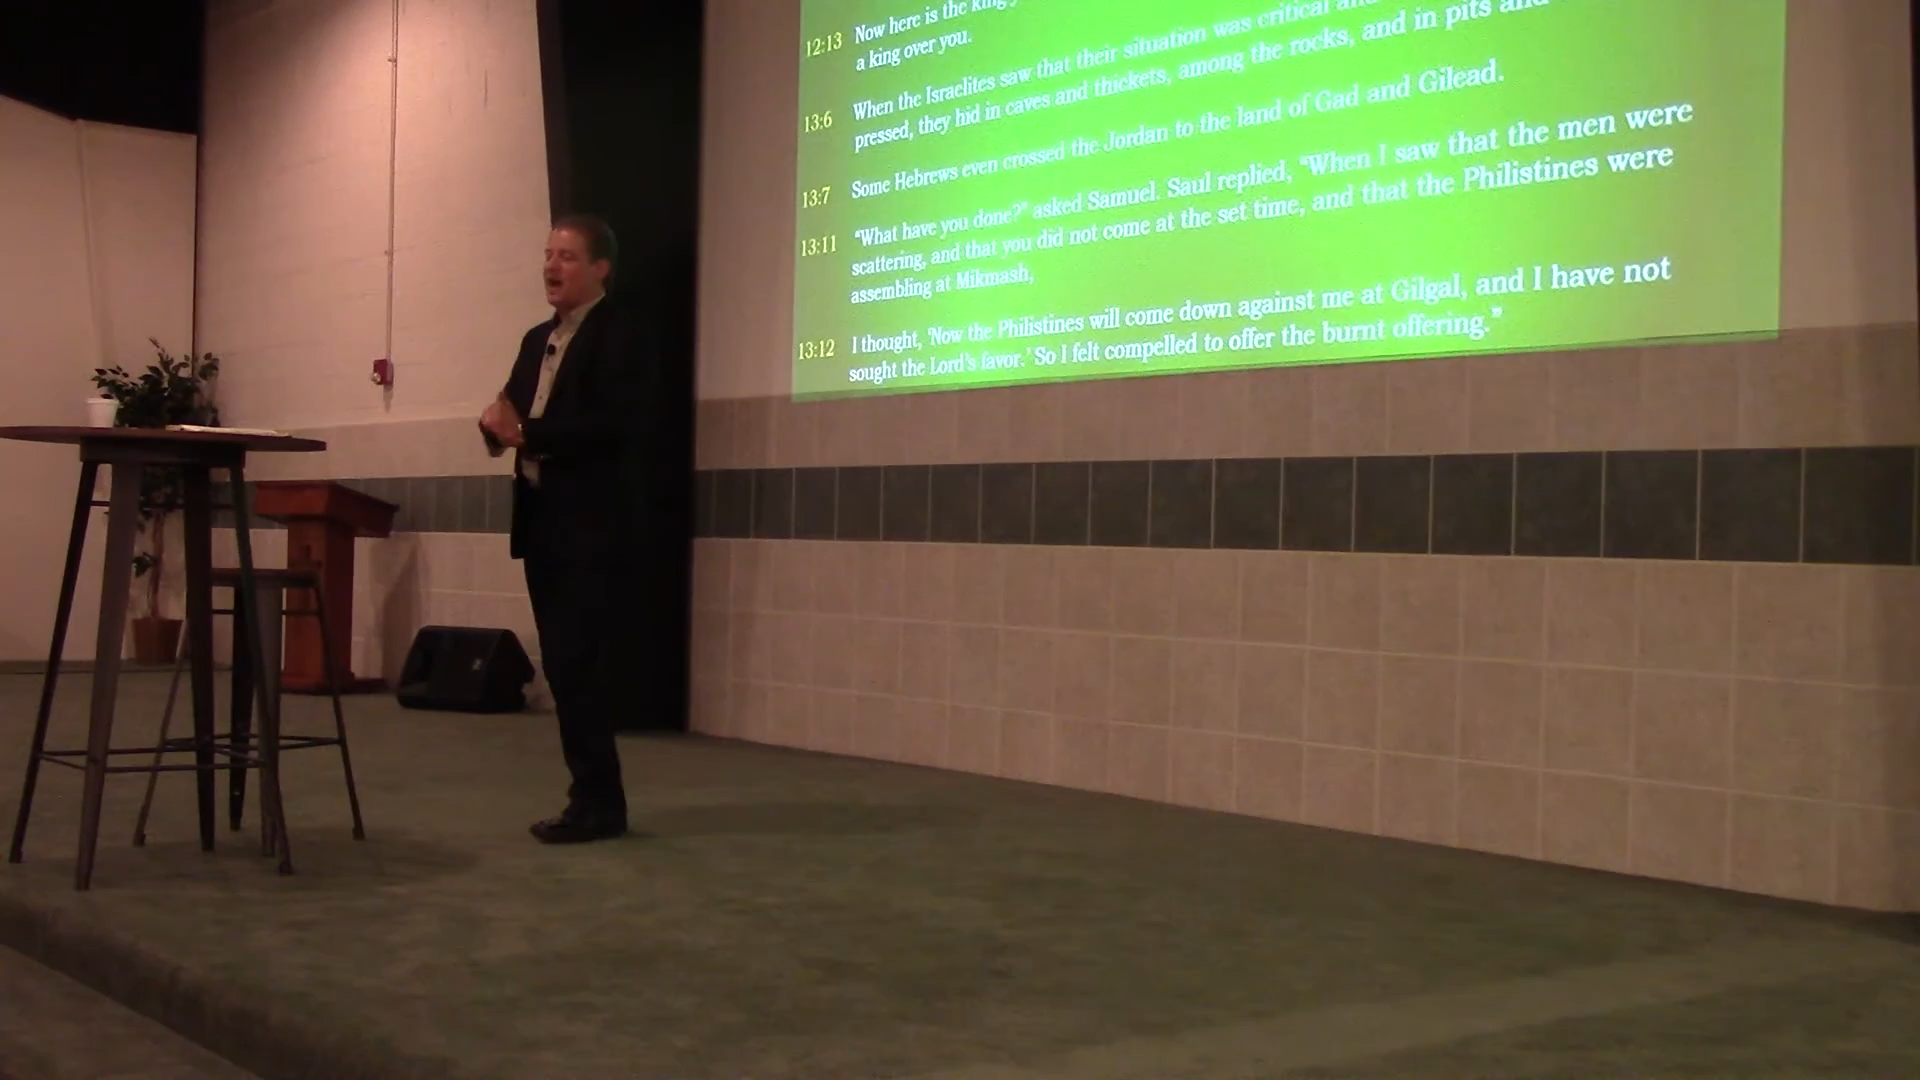 12:13 Now here is the king
a king over you.
13:6 When the Israelites saw that their situation was critical
pressed, they hid in caves and thickets, among the rocks, and in pits and
13:7 Some Hebrews even crossed the Jordan to the land of Gad and Gilead.
13:11 “What have you done?” asked Samuel. Saul replied, “When I saw that the men were
scattering, and that you did not come at the set time, and that the Philistines were
assembling at Mikmash,
13:12 I thought, ‘Now the Philistines will come down against me at Gilgal, and I have not
sought the Lord’s favor.’ So I felt compelled to offer the burnt offering.”